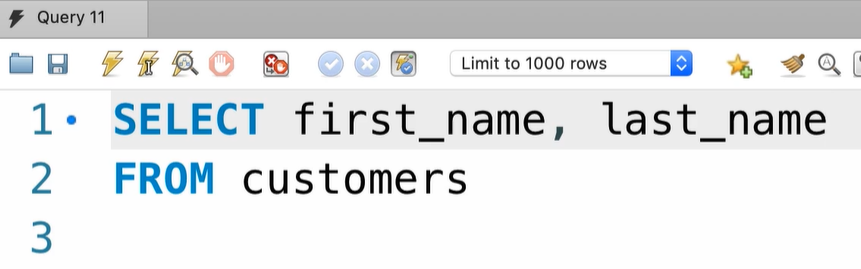 Query 11
Limit to 1000 rows
1 SELECT first_name, last_name
2 FROM customers
3